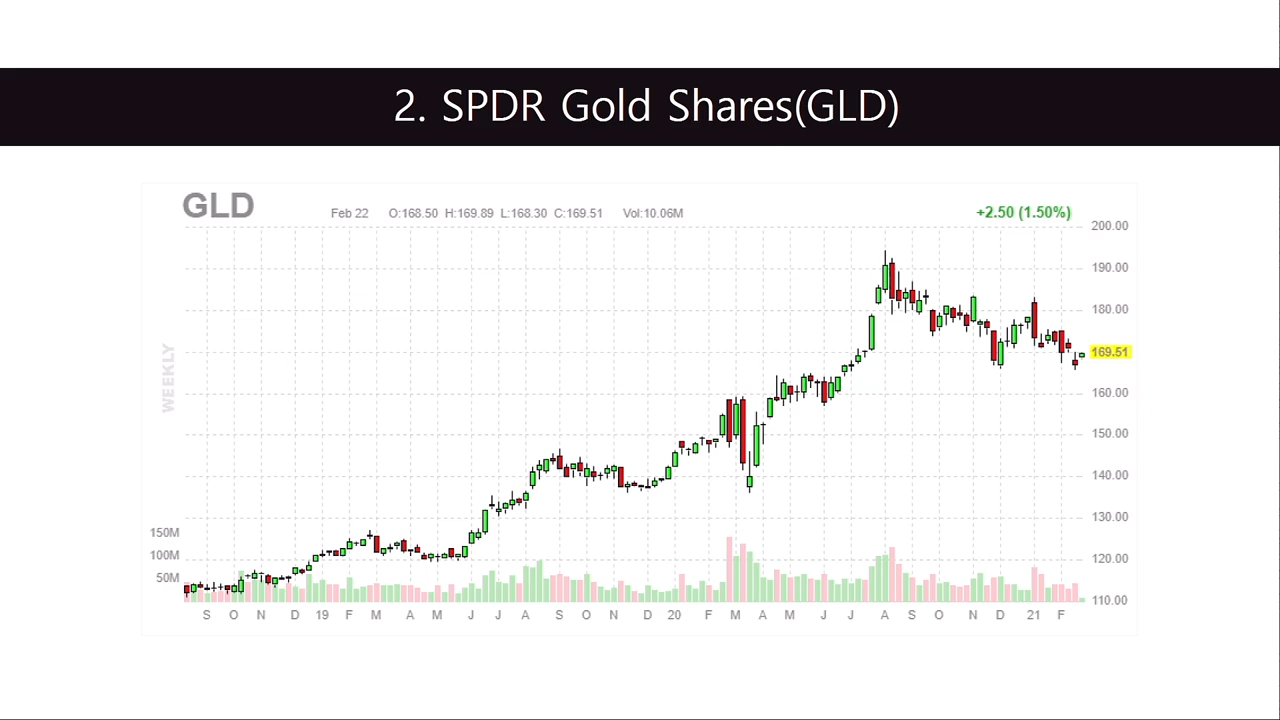 2. SPDR Gold Shares(GLD)
GLD
Feb 22 O:168.50 H:169.89 L:168.30 C:169.51 Vol:10.06M
+2.50 (1.50%)
200.00
190.00
180.00
169.51
160.00
150.00
140.00
130.00
120.00
110.00
WEEKLY
150M
100M
50M
S O N D 19 F M A M J J A S O N D 20 F M A M J J A S O N D 21 F